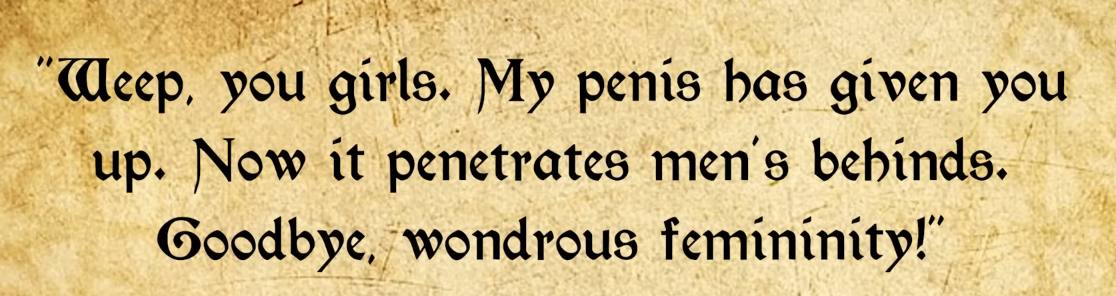 "Weep, you girls. My penis has given you
up. Now it penetrates men's behinds.
Goodbye, wondrous femininity!"